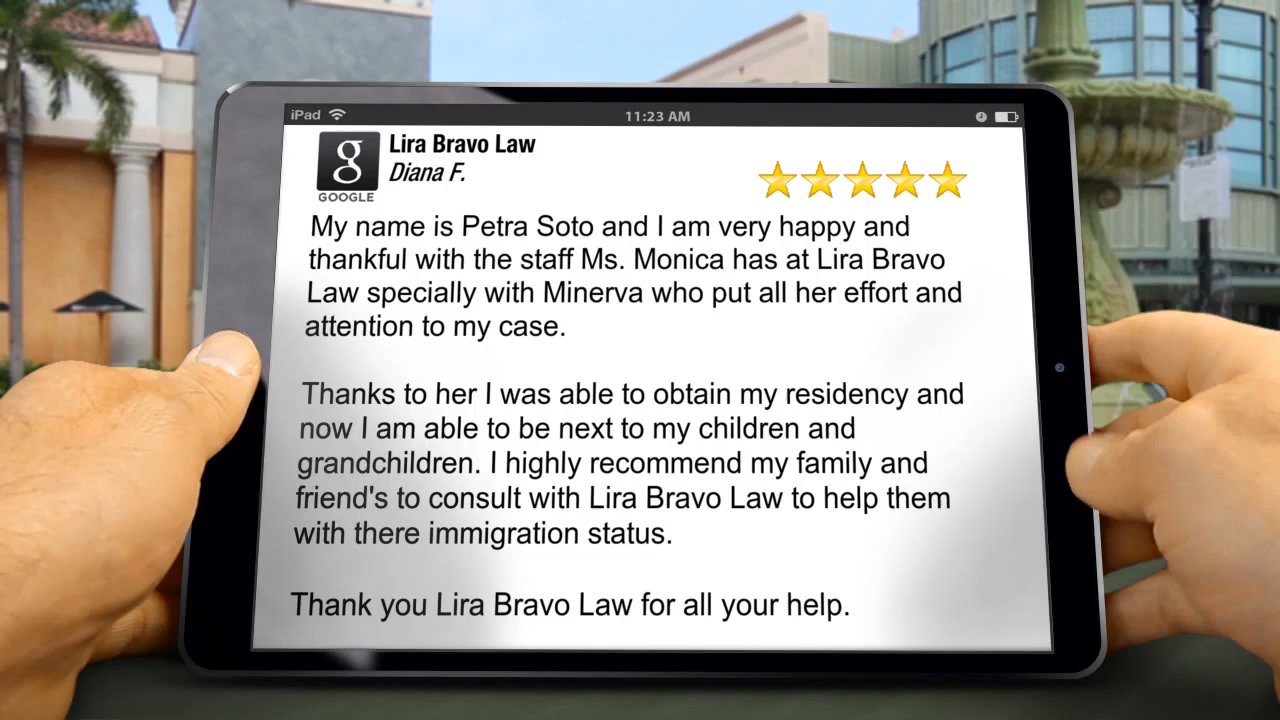 iPad 11:23 AM
g
GOOGLE
Lira Bravo Law
Diana F.
My name is Petra Soto and I am very happy and
thankful with the staff Ms. Monica has at Lira Bravo
Law specially with Minerva who put all her effort and
attention to my case.
Thanks to her I was able to obtain my residency and
now I am able to be next to my children and
grandchildren. I highly recommend my family and
friend's to consult with Lira Bravo Law to help them
with there immigration status.
Thank you Lira Bravo Law for all your help.